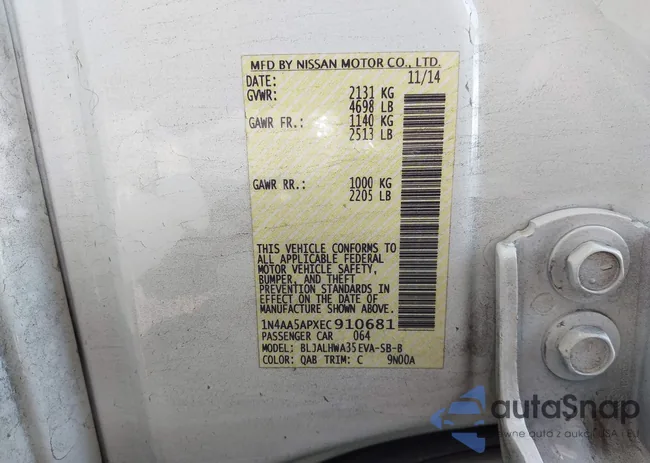 MFD BY NISSAN MOTOR CO., LTD.
DATE: 11/14
GVWR: 2131 KG
4698 LB
GAWR FR.: 1140 KG
2513 LB
GAWR RR.: 1000 KG
2205 LB
THIS VEHICLE CONFORMS TO
ALL APPLICABLE FEDERAL
MOTOR VEHICLE SAFETY,
BUMPER, AND THEFT
PREVENTION STANDARDS IN
EFFECT ON THE DATE OF
MANUFACTURE SHOWN ABOVE.
1N4AA5APXEC910681
PASSENGER CAR 064
MODEL: BLJALHWA35EVA-SB-B
COLOR: QAB TRIM: C 9N00A
autaSnap
auta z